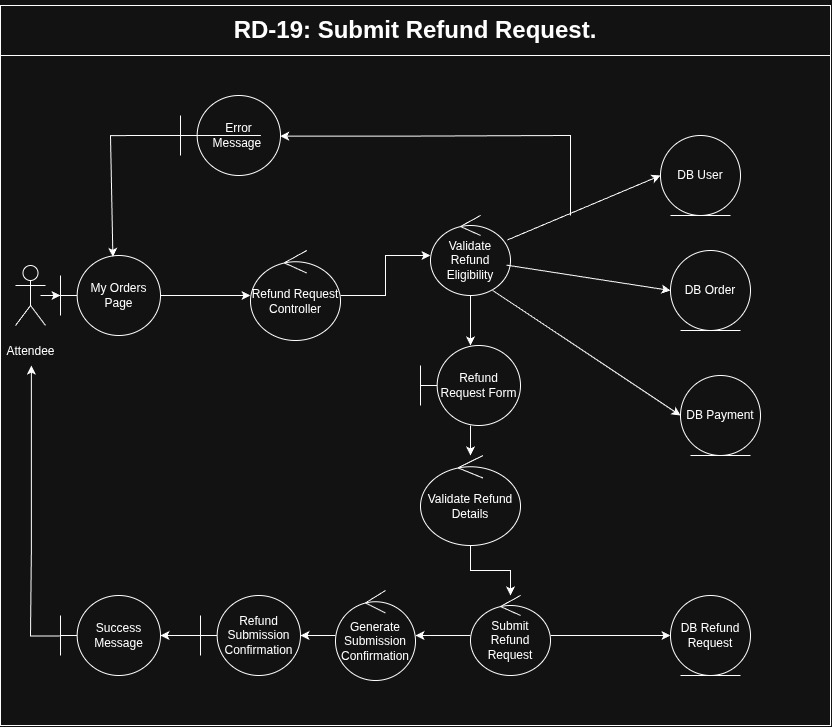 RD-19: Submit Refund Request.
Error
Message
DB User
Validate
Refund
Eligibility
My Orders
Page
Refund Request
Controller
DB Order
Attendee
Refund
Request Form
DB Payment
Validate Refund
Details
Success
Message
Refund
Submission
Confirmation
Generate
Submission
Confirmation
Submit
Refund
Request
DB Refund
Request